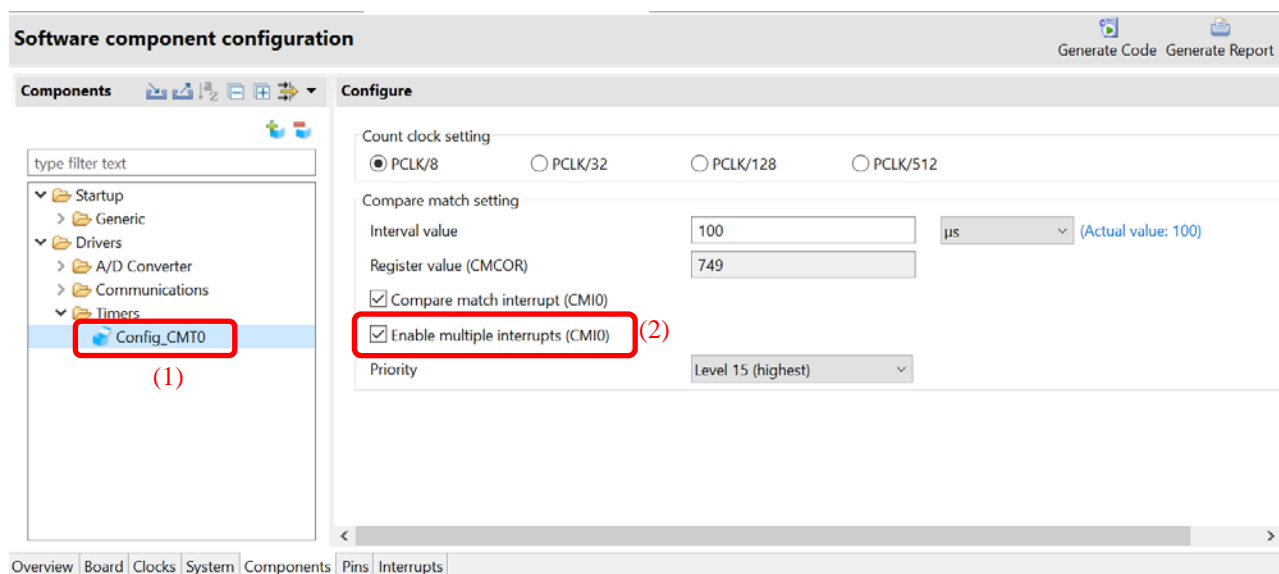 Software component configuration
Generate Code Generate Report
Components
Configure
type filter text
Startup
Generic
Drivers
A/D Converter
Communications
Timers
Config_CMT0
(1)
Count clock setting
PCLK/8 PCLK/32 PCLK/128 PCLK/512
Compare match setting
Interval value 100 µs (Actual value: 100)
Register value (CMCOR) 749
Compare match interrupt (CMI0)
Enable multiple interrupts (CMI0) (2)
Priority Level 15 (highest)
Overview Board Clocks System Components Pins Interrupts